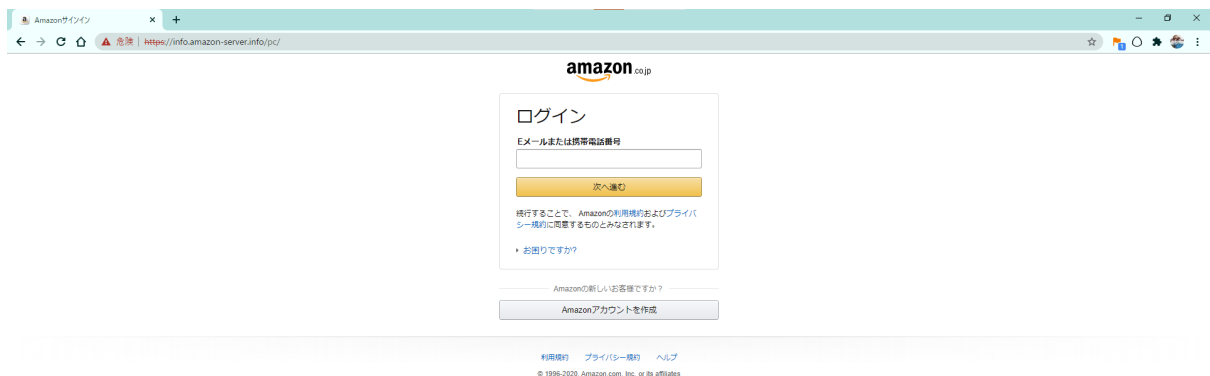 Amazonサインイン
危険 https://info.amazon-server.info/pc/
1
amazon.co.jp
ログイン
Eメールまたは携帯電話番号
次へ進む
続行することで、Amazonの利用規約およびプライバ
シー規約に同意するものとみなされます。
お困りですか?
Amazonの新しいお客様ですか?
Amazonアカウントを作成
利用規約 プライバシー規約 ヘルプ
© 1996-2020, Amazon.com, Inc. or its affiliates